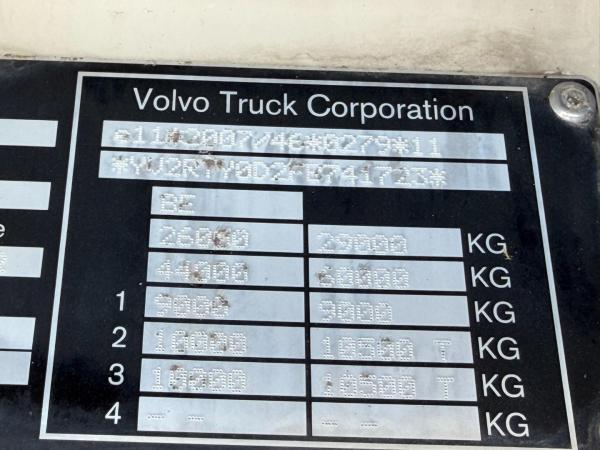 Volvo Truck Corporation
e11*2007/46*0279*11
BE
26000 29000 KG
44000 60000 KG
1 9000 9000 KG
2 10000 10500 T KG
3 10000 10500 T KG
4 -- -- KG
e